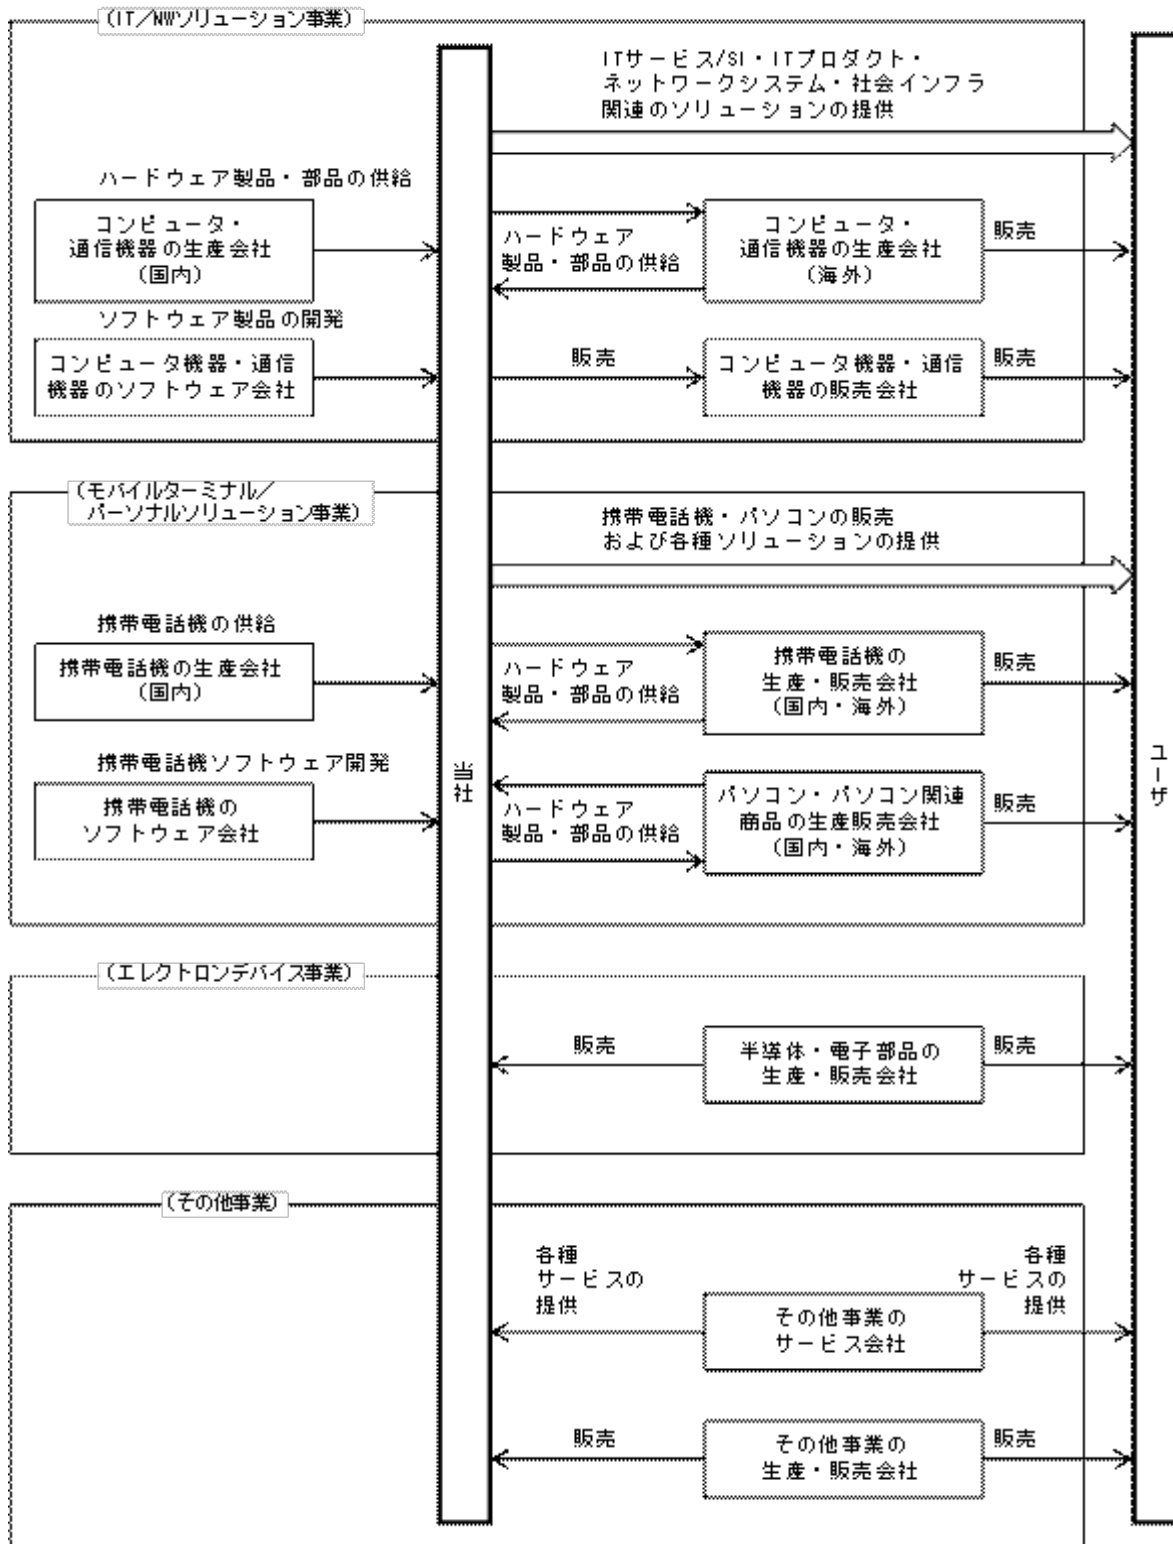 (IT/NWソリューション事業)
ITサービス/SI・ITプロダクト・
ネットワークシステム・社会インフラ
関連のソリューションの提供
ハードウェア製品・部品の供給
コンピュータ・
通信機器の生産会社
(国内)
ハードウェア
製品・部品の供給
コンピュータ・
通信機器の生産会社
(海外)
販売
ソフトウェア製品の開発
コンピュータ機器・通信
機器のソフトウェア会社
販売
コンピュータ機器・通信
機器の販売会社
販売
(モバイルターミナル/
パーソナルソリューション事業)
携帯電話機・パソコンの販売
および各種ソリューションの提供
携帯電話機の供給
携帯電話機の生産会社
(国内)
ハードウェア
製品・部品の供給
携帯電話機の
生産・販売会社
(国内・海外)
販売
携帯電話機ソフトウェア開発
携帯電話機の
ソフトウェア会社
ハードウェア
製品・部品の供給
パソコン・パソコン関連
商品の生産販売会社
(国内・海外)
販売
当社
ユーザ
(エレクトロンデバイス事業)
販売
半導体・電子部品の
生産・販売会社
販売
(その他事業)
各種
サービスの
提供
その他事業の
サービス会社
各種
サービスの
提供
販売
その他事業の
生産・販売会社
販売